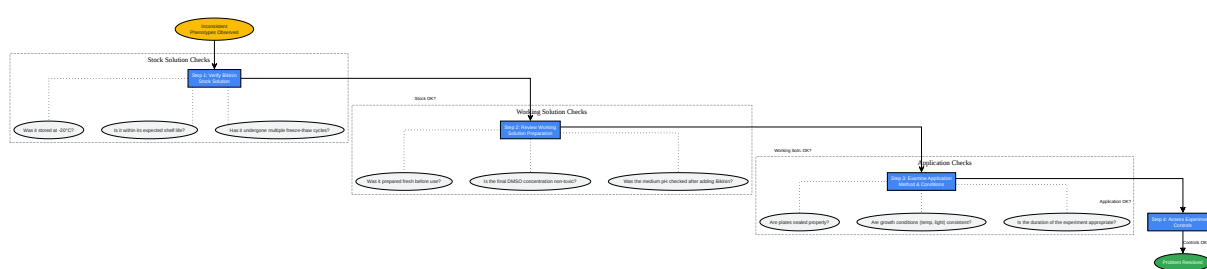 Inconsistent
Phenotypes Observed
Stock Solution Checks
Step 1: Verify Bikinin
Stock Solution
Was it stored at -20°C?
Is it within its expected shelf life?
Has it undergone multiple freeze-thaw cycles?
Stock OK?
Working Solution Checks
Step 2: Review Working
Solution Preparation
Was it prepared fresh before use?
Is the final DMSO concentration non-toxic?
Was the medium pH checked after adding Bikinin?
Working Soln. OK?
Application Checks
Step 3: Examine Application
Method & Conditions
Are plates sealed properly?
Are growth conditions (temp, light) consistent?
Is the duration of the experiment appropriate?
Application OK?
Step 4: Assess Experimen
Controls
Controls OK
Problem Resolved